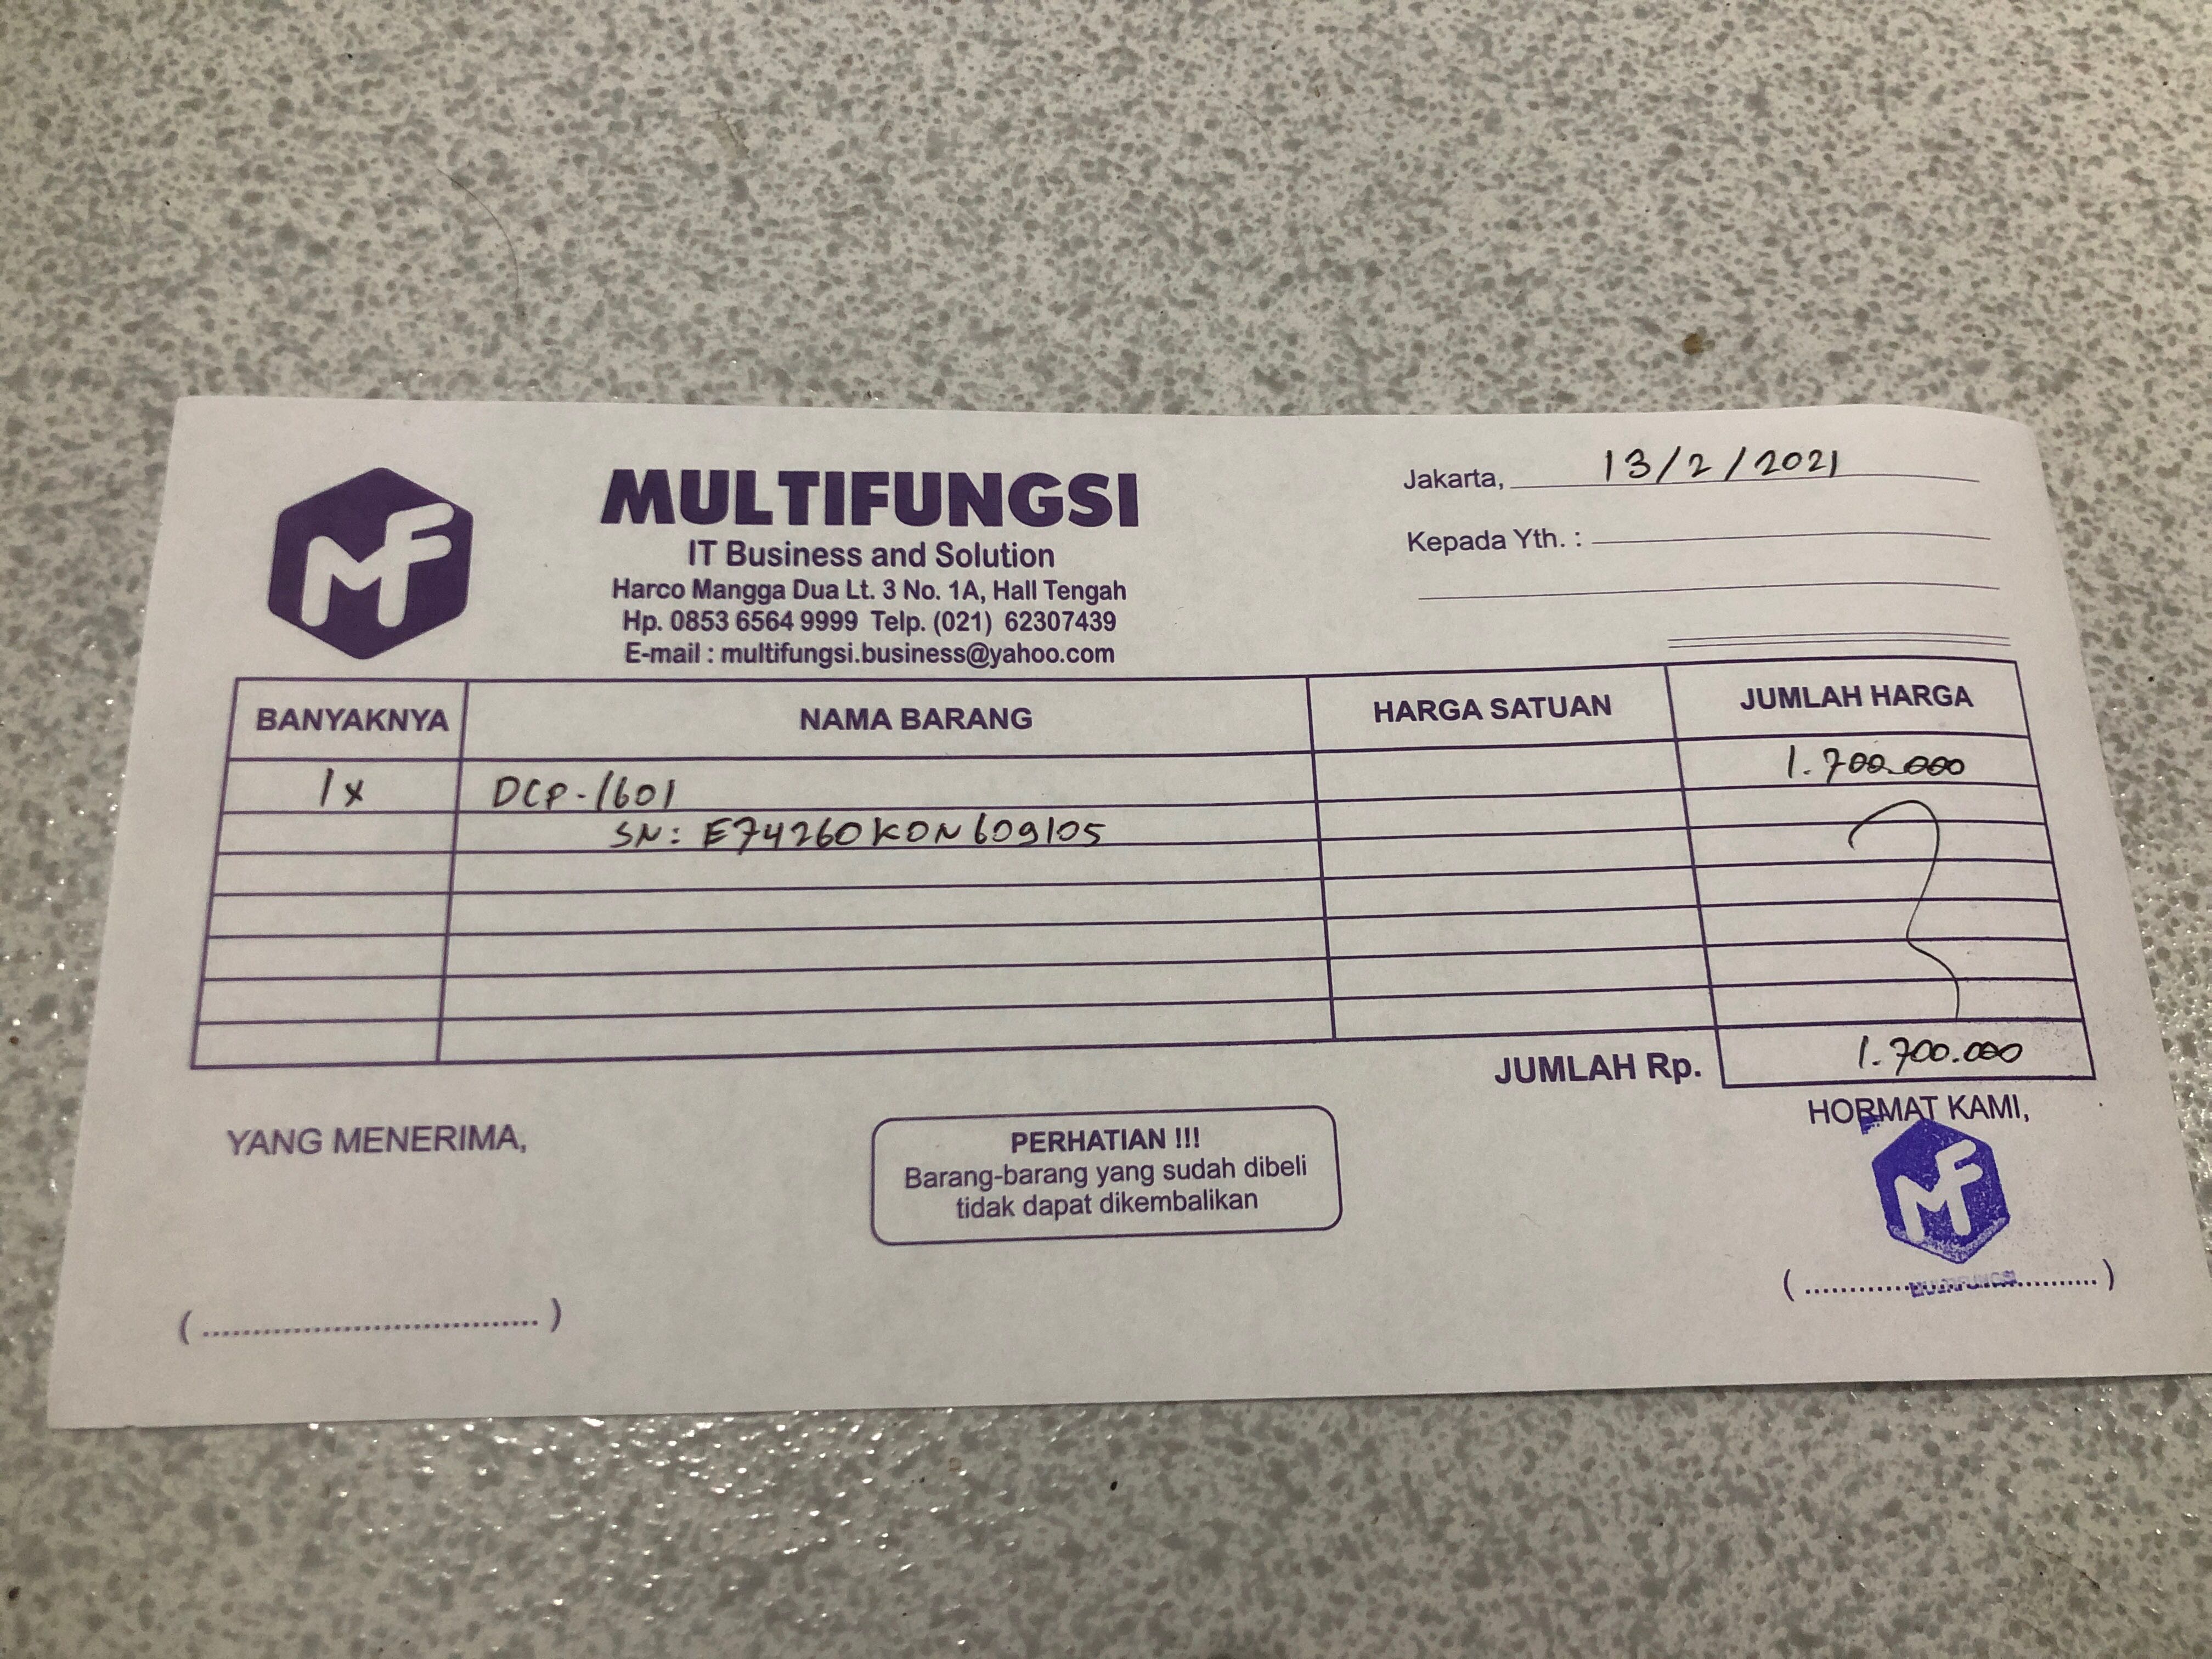 MF
MULTIFUNGSI
IT Business and Solution
Harco Mangga Dua Lt. 3 No. 1A, Hall Tengah
Hp. 0853 6564 9999 Telp. (021) 62307439
E-mail : multifungsi.business@yahoo.com
Jakarta, 13/2/2021
Kepada Yth. :
BANYAKNYA NAMA BARANG HARGA SATUAN JUMLAH HARGA
1x DCP-1601 1.700.000
SN: E74260K0N609105
JUMLAH Rp. 1.700.000
YANG MENERIMA,
PERHATIAN !!!
Barang-barang yang sudah dibeli
tidak dapat dikembalikan
HORMAT KAMI,
MF
MULTIFUNGSI